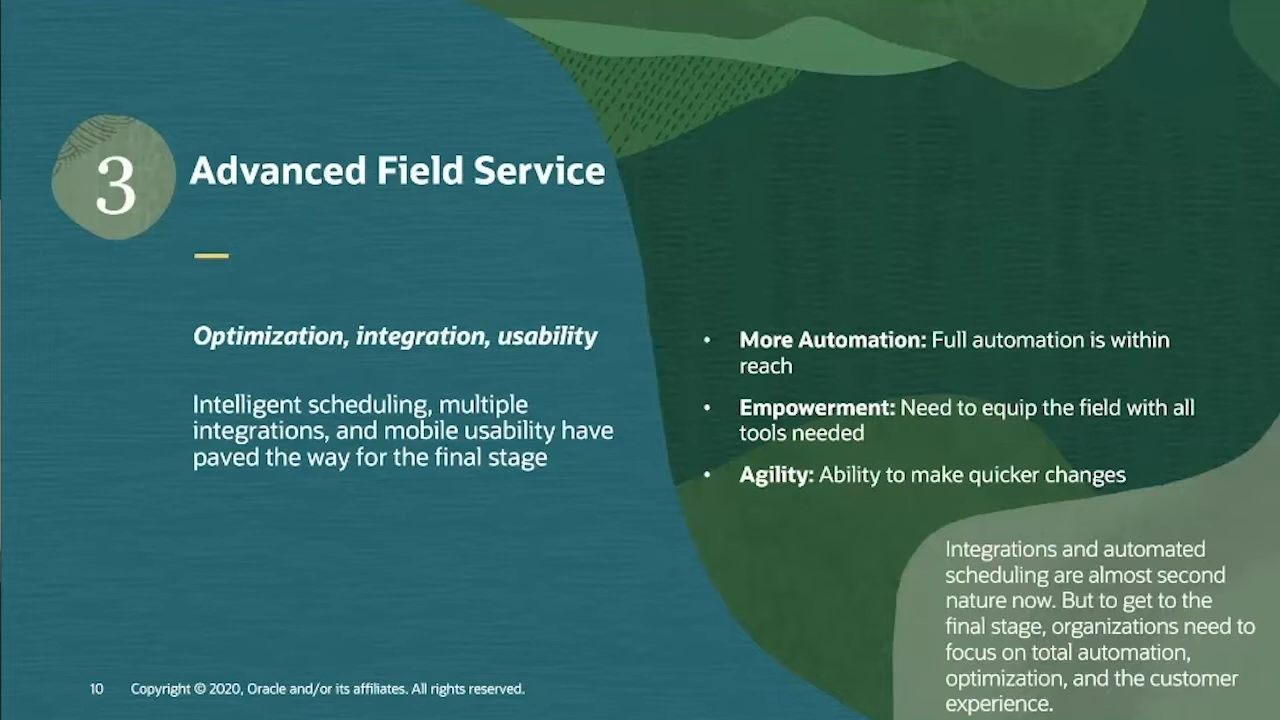 3
Advanced Field Service
Optimization, integration, usability
Intelligent scheduling, multiple
integrations, and mobile usability have
paved the way for the final stage
• More Automation: Full automation is within
reach
• Empowerment: Need to equip the field with all
tools needed
• Agility: Ability to make quicker changes
Integrations and automated
scheduling are almost second
nature now. But to get to the
final stage, organizations need to
focus on total automation,
optimization, and the customer
experience.
10 Copyright © 2020, Oracle and/or its affiliates. All rights reserved.